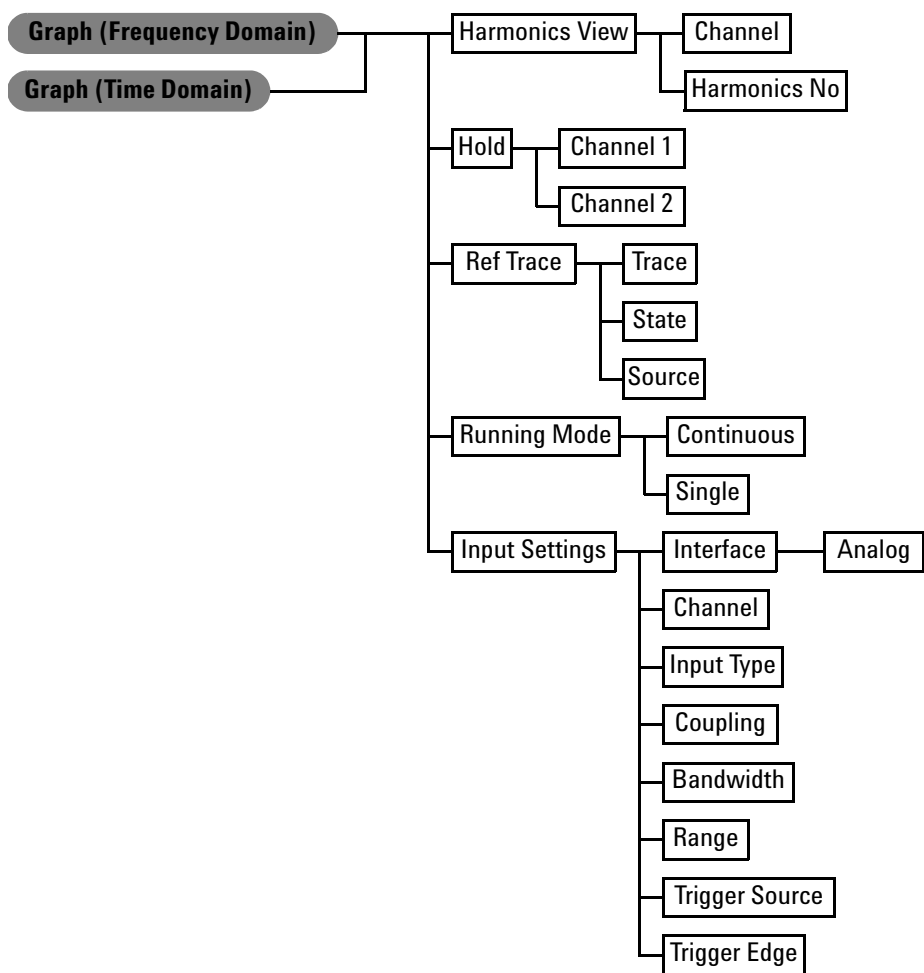 Graph (Frequency Domain)
Harmonics View
Channel
Graph (Time Domain)
Harmonics No
Hold
Channel 1
Channel 2
Ref Trace
Trace
State
Source
Running Mode
Continuous
Single
Input Settings
Interface
Analog
Channel
Input Type
Coupling
Bandwidth
Range
Trigger Source
Trigger Edge